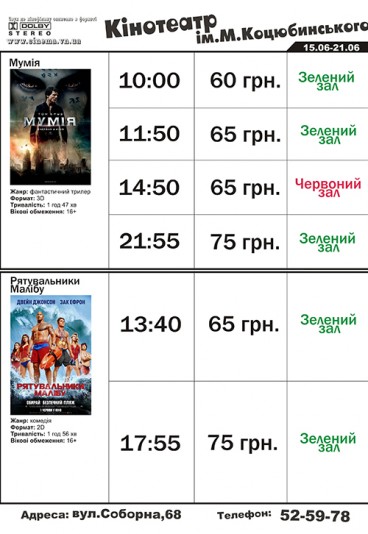 DOLBY
STEREO
www.cinema.vn.ua
Кінотеатр
ім.М.Коцюбинського
15.06-21.06
Мумія
МУМІЯ
Жанр: фантастичний трилер
Формат: 3D
Тривалість: 1 год 47 хв
Вікові обмеження: 16+
10:00 60 грн. Зелений зал
11:50 65 грн. Зелений зал
14:50 65 грн. Червоний зал
21:55 75 грн. Зелений зал
Рятувальники
Малібу
ДВЕЙН ДЖОНСОН ЗАК ЕФРОН
РЯТУВАЛЬНИКИ
МАЛІБУ
Жанр: комедія
Формат: 2D
Тривалість: 1 год 56 хв
Вікові обмеження: 16+
13:40 65 грн. Зелений зал
17:55 75 грн. Зелений зал
Адреса: вул.Соборна,68 Телефон: 52-59-78